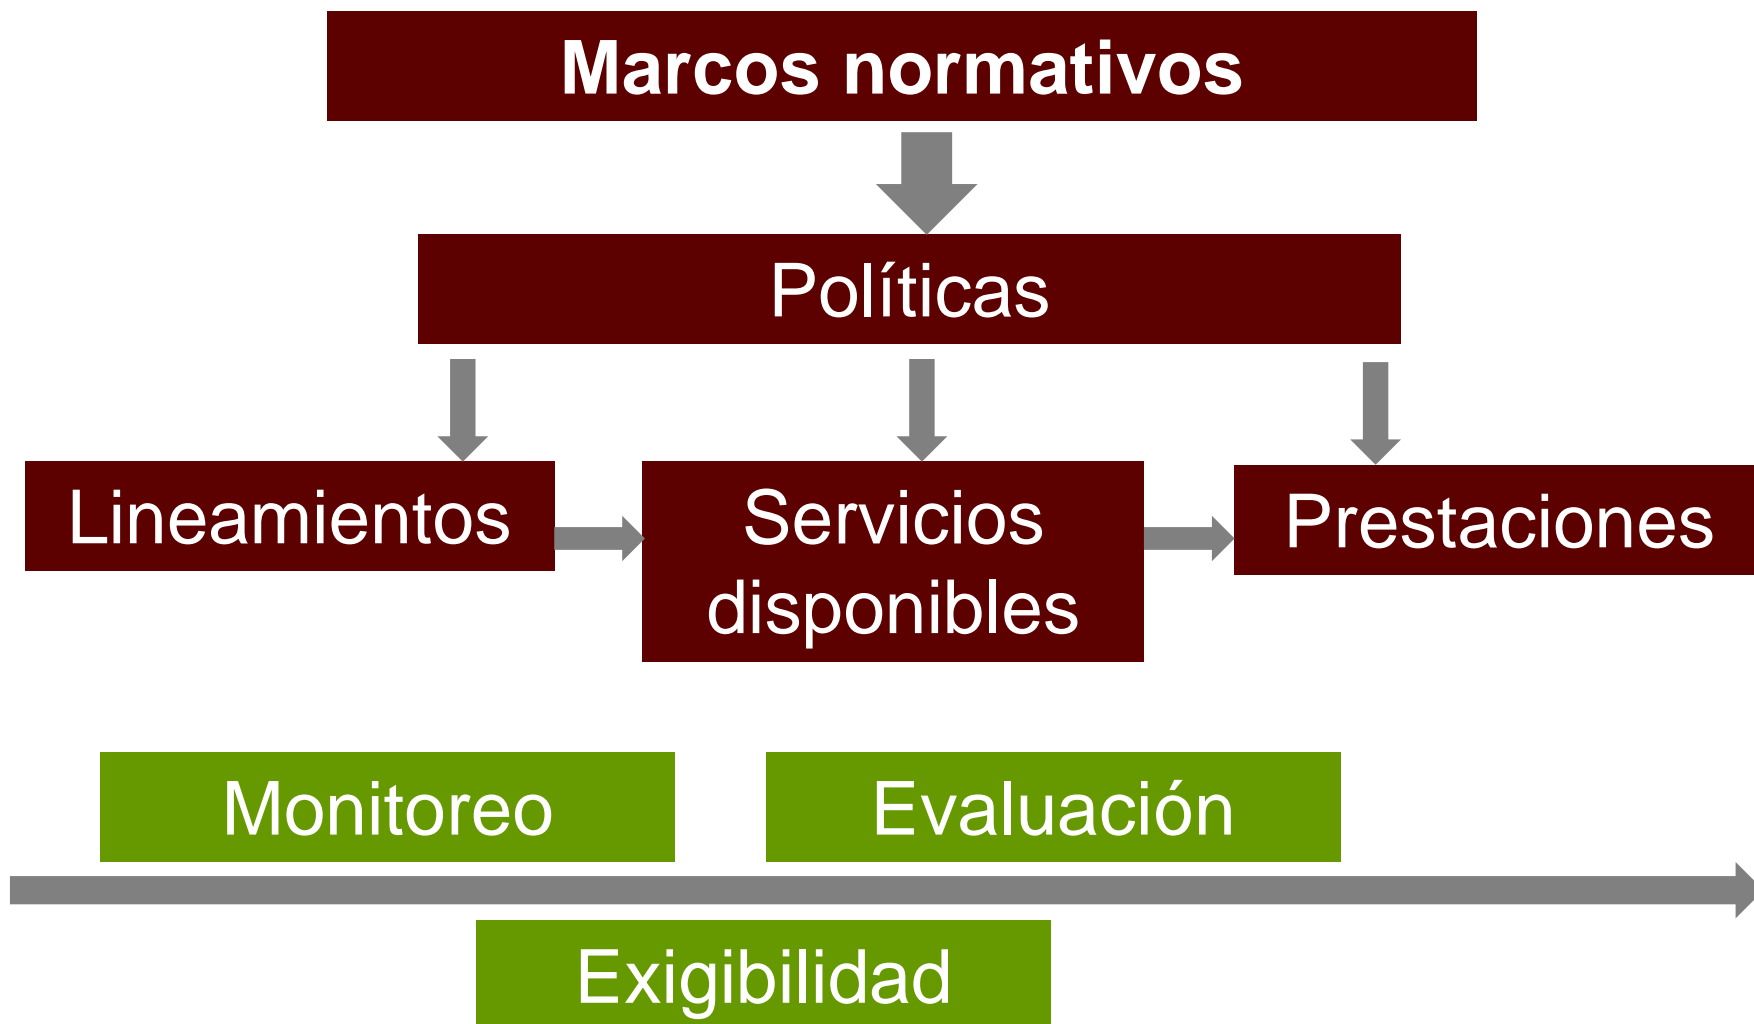 Marcos normativos
Políticas
Lineamientos
Servicios
disponibles
Prestaciones
Monitoreo
Evaluación
Exigibilidad